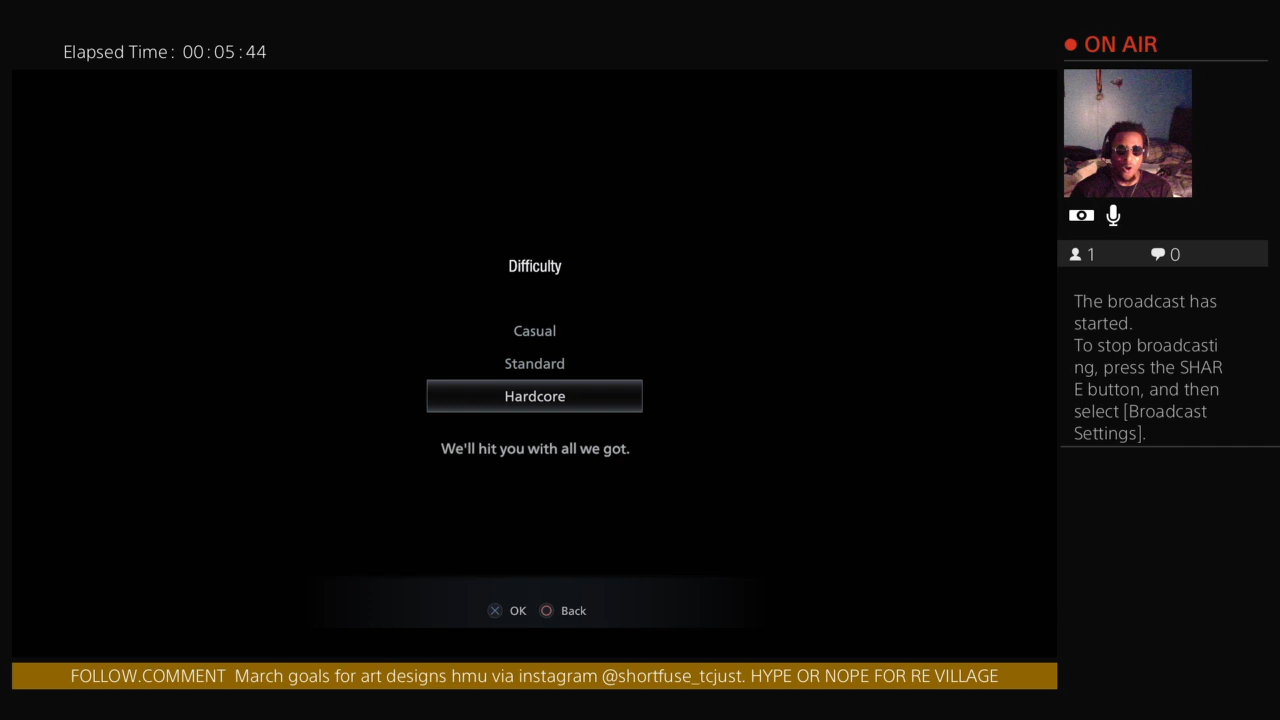 Elapsed Time: 00:05:44
ON AIR
1
0
The broadcast has
started.
To stop broadcasti
ng, press the SHAR
E button, and then
select [Broadcast
Settings].
Difficulty
Casual
Standard
Hardcore
We'll hit you with all we got.
OK
Back
FOLLOW.COMMENT March goals for art designs hmu via instagram @shortfuse_tcjust. HYPE OR NOPE FOR RE VILLAGE